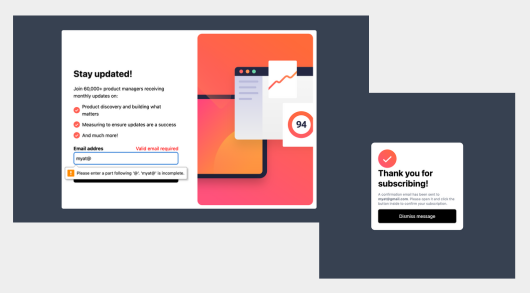 Stay updated!
Join 60,000+ product managers receiving
monthly updates on:
Product discovery and building what
matters
Measuring to ensure updates are a success
And much more!
Email addres
Valid email required
myat@
! Please enter a part following '@'. 'myat@' is incomplete.
94
Thank you for
subscribing!
A confirmation email has been sent to
myat@gmail.com. Please open it and click the
button inside to confirm your subscription.
Dismiss message